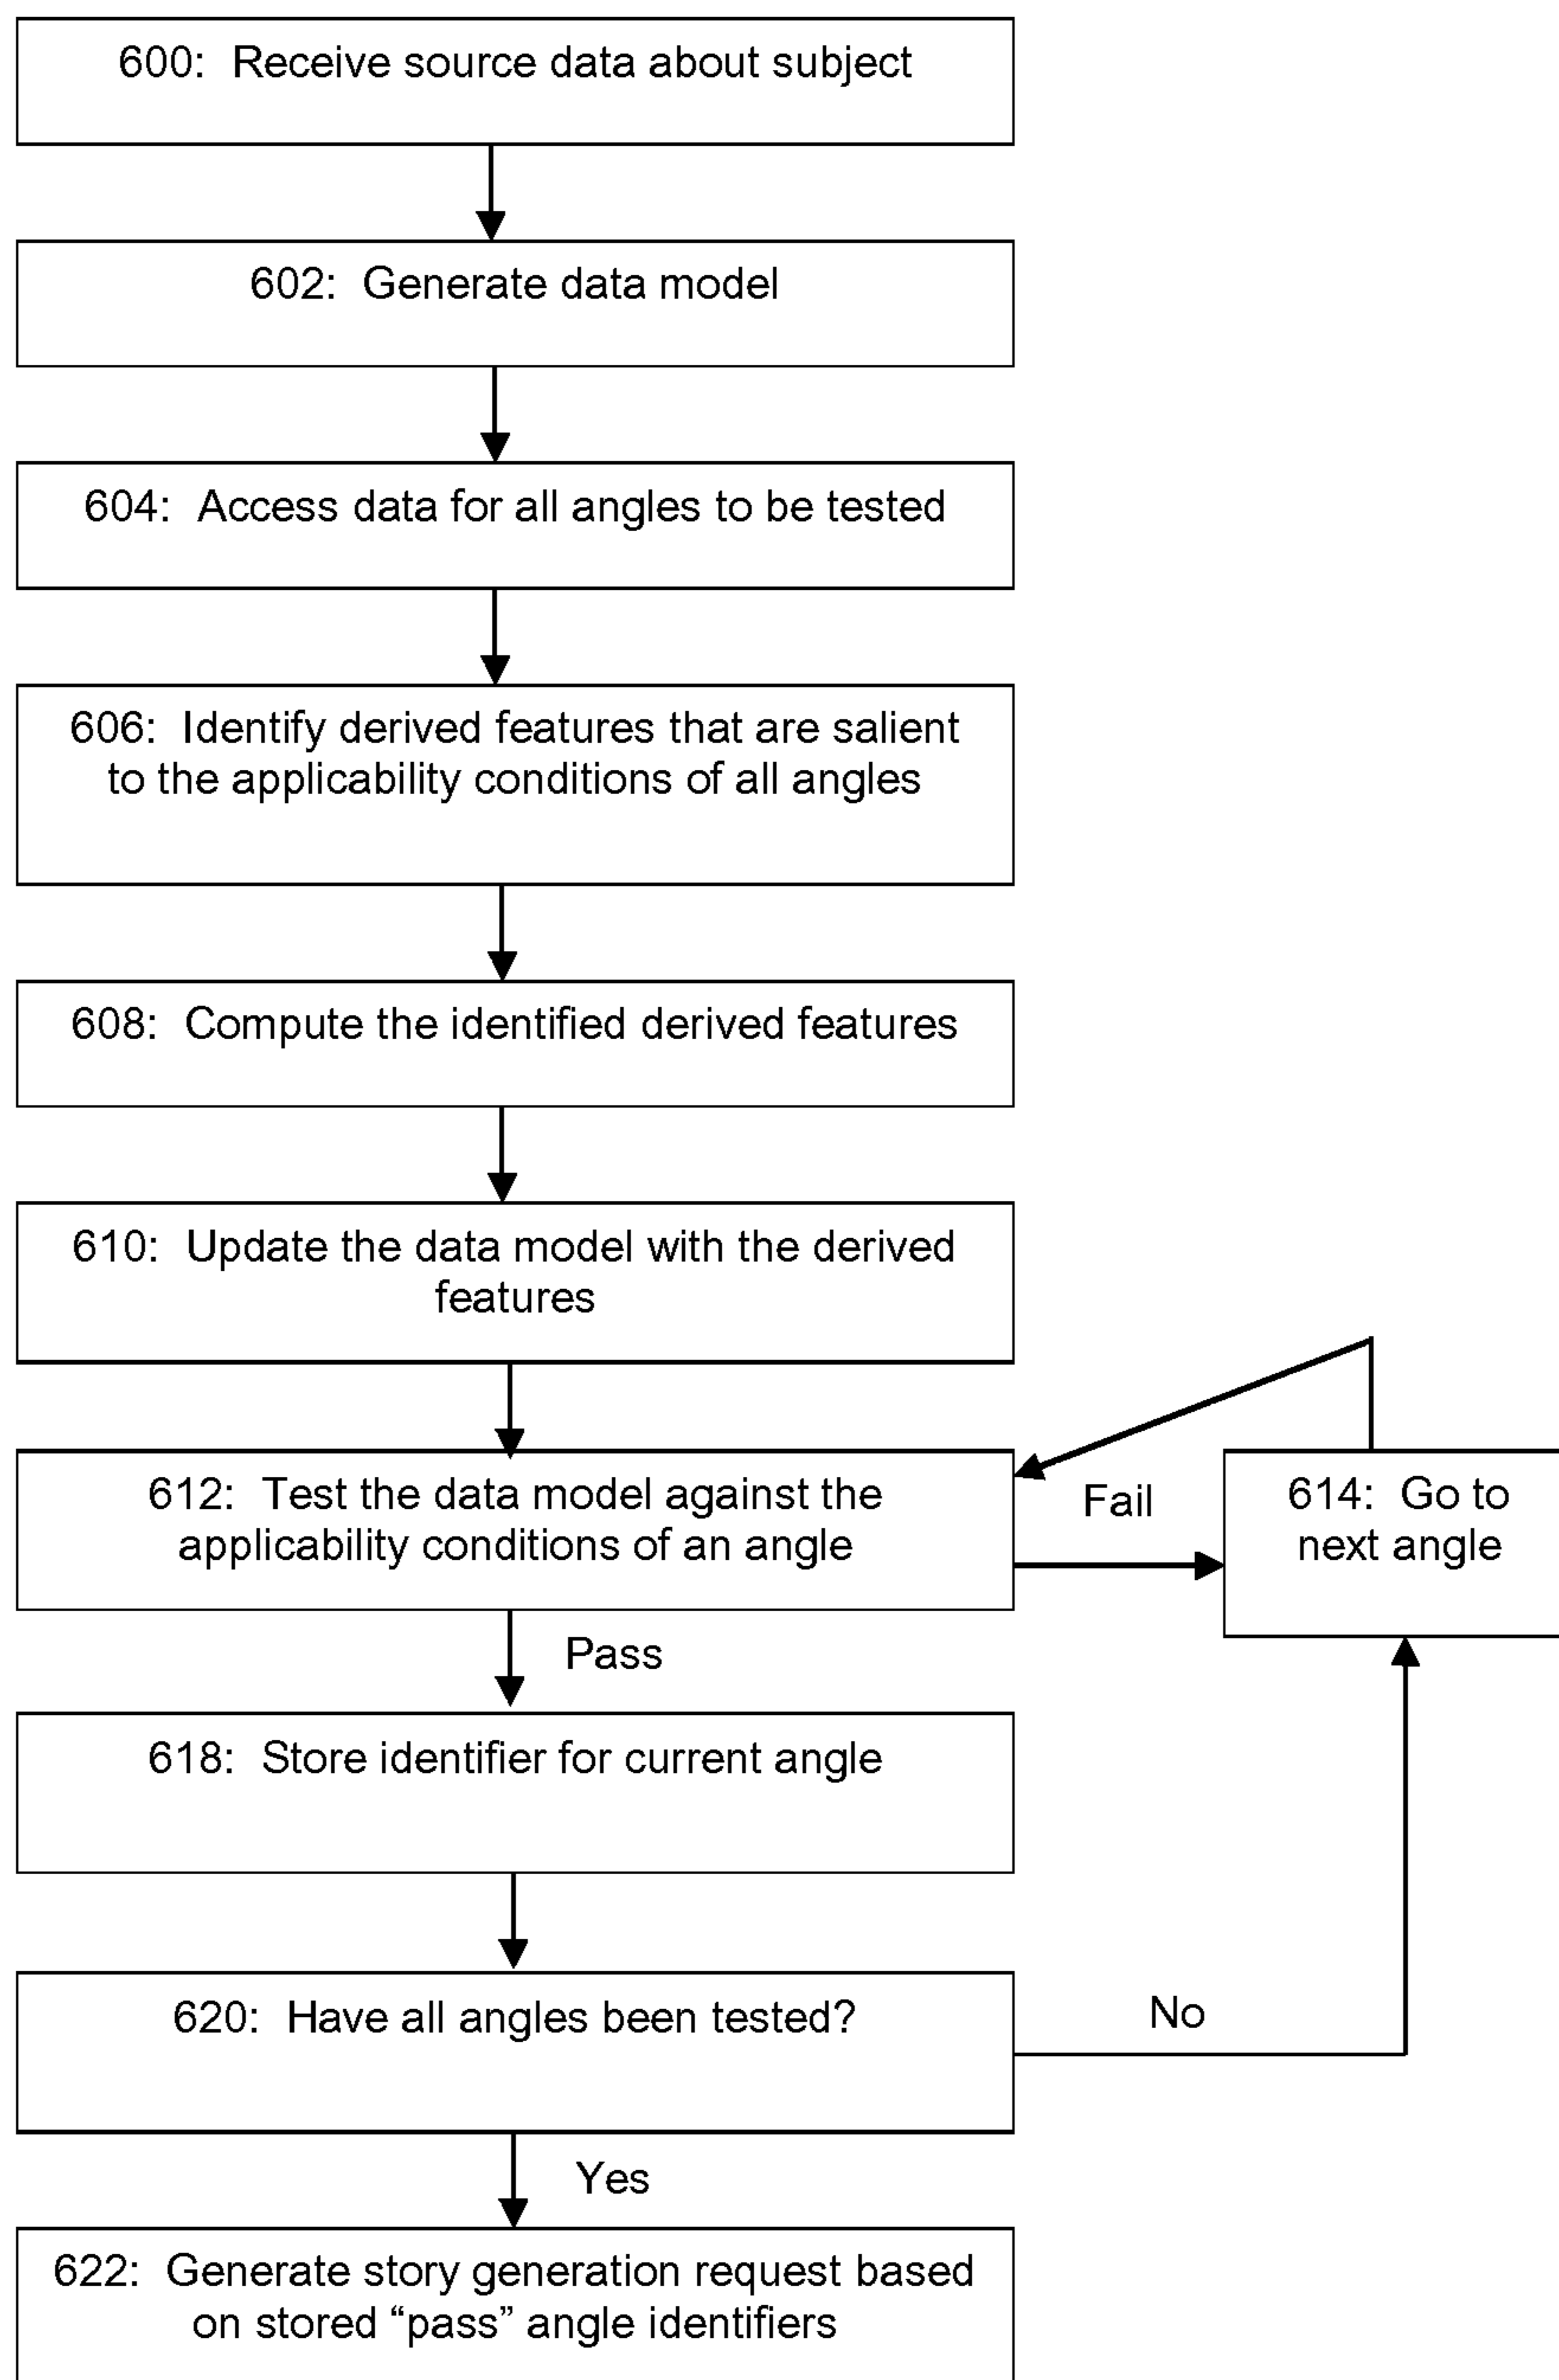 600: Receive source data about subject
602: Generate data model
604: Access data for all angles to be tested
606: Identify derived features that are salient
to the applicability conditions of all angles
608: Compute the identified derived features
610: Update the data model with the derived
features
612: Test the data model against the
applicability conditions of an angle
Fail
614: Go to
next angle
Pass
618: Store identifier for current angle
620: Have all angles been tested?
No
Yes
622: Generate story generation request based
on stored “pass” angle identifiers